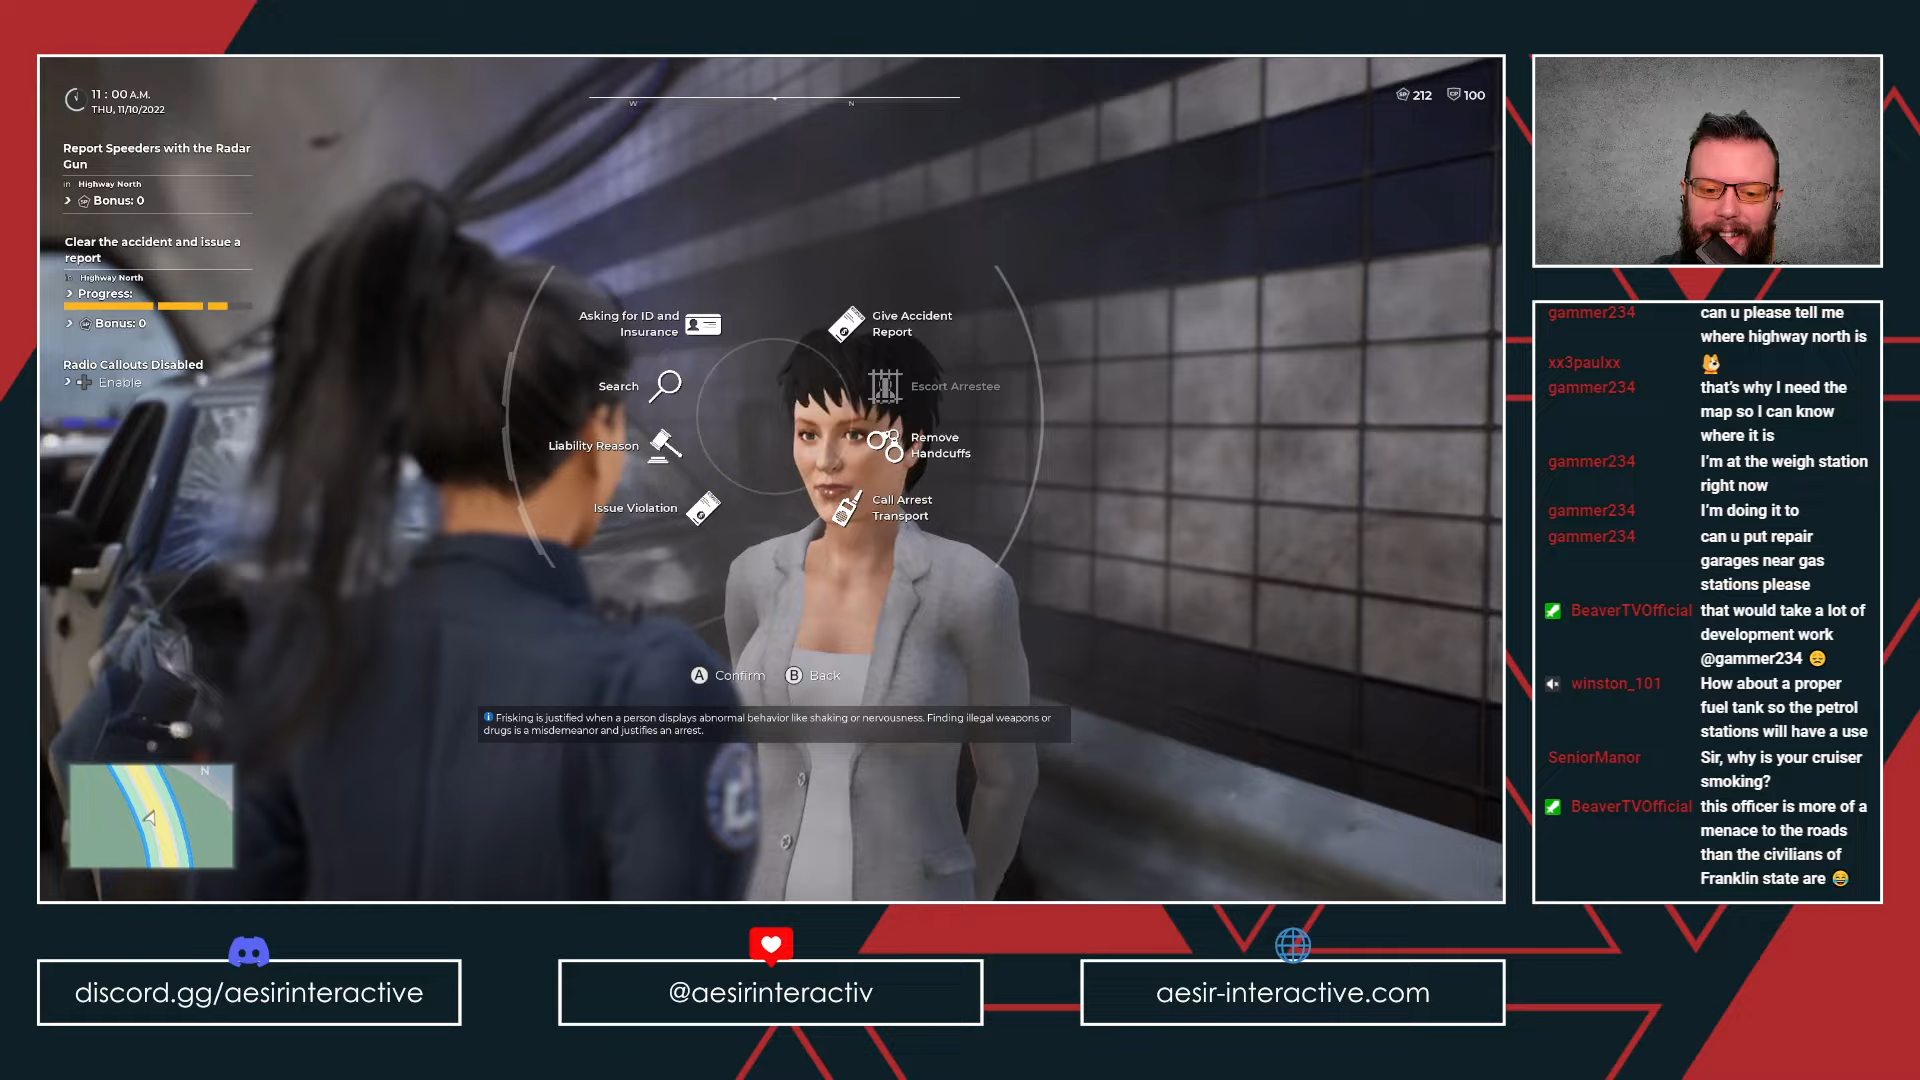 11 : 00 A.M.
THU, 11/10/2022
W
N
212
100
Report Speeders with the Radar
Gun
in Highway North
> Bonus: 0
Clear the accident and issue a
report
in Highway North
> Progress:
> Bonus: 0
Radio Callouts Disabled
> Enable
Asking for ID and
Insurance
Give Accident
Report
Search
Escort Arrestee
Liability Reason
Remove
Handcuffs
Issue Violation
Call Arrest
Transport
A Confirm B Back
Frisking is justified when a person displays abnormal behavior like shaking or nervousness. Finding illegal weapons or
drugs is a misdemeanor and justifies an arrest.
N
gammer234 can u please tell me
where highway north is
xx3paulxx
gammer234 that's why I need the
map so I can know
where it is
gammer234 I'm at the weigh station
right now
gammer234 I'm doing it to
gammer234 can u put repair
garages near gas
stations please
BeaverTVOfficial that would take a lot of
development work
@gammer234 😔
winston_101 How about a proper
fuel tank so the petrol
stations will have a use
SeniorManor Sir, why is your cruiser
smoking?
BeaverTVOfficial this officer is more of a
menace to the roads
than the civilians of
Franklin state are 😂
discord.gg/aesirinteractive
@aesirinteractiv
aesir-interactive.com